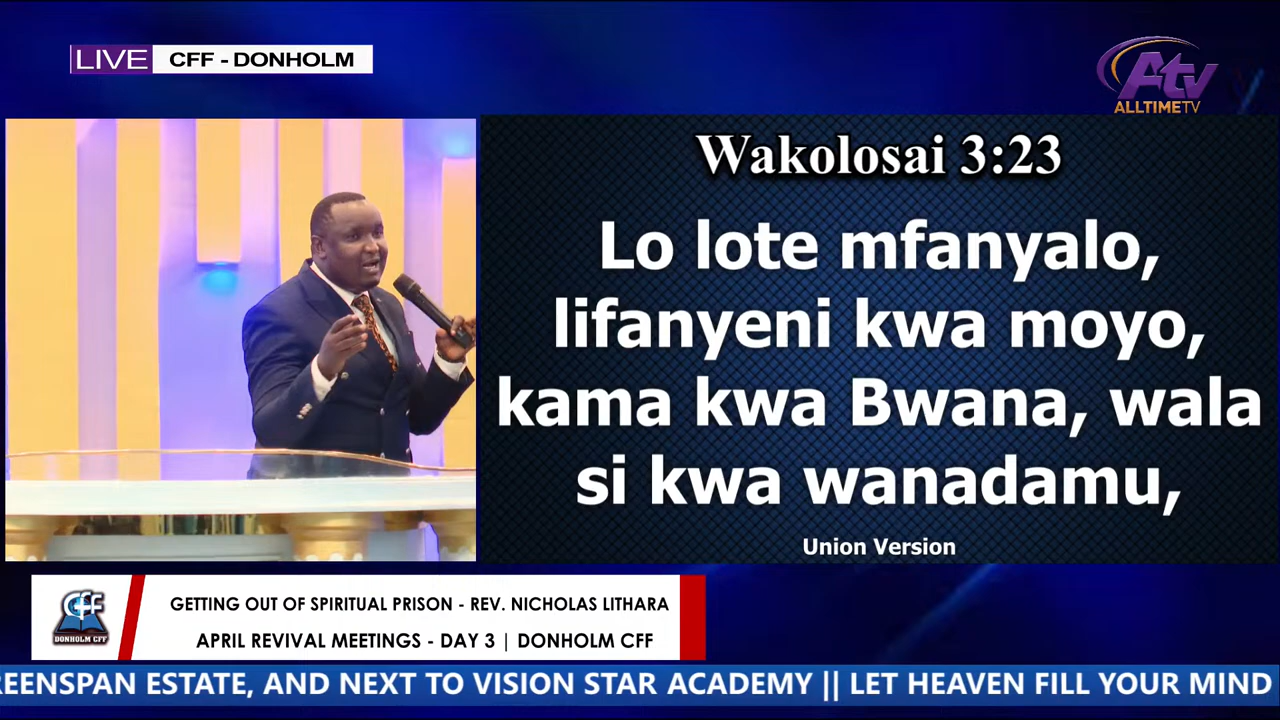 LIVE CFF - DONHOLM
Atv
ALLTIMETV
Wakolosai 3:23
Lo lote mfanyalo,
lifanyeni kwa moyo,
kama kwa Bwana, wala
si kwa wanadamu,
Union Version
CFF
DONHOLM CFF
GETTING OUT OF SPIRITUAL PRISON - REV. NICHOLAS LITHARA
APRIL REVIVAL MEETINGS - DAY 3 | DONHOLM CFF
REENSPAN ESTATE, AND NEXT TO VISION STAR ACADEMY || LET HEAVEN FILL YOUR MIND